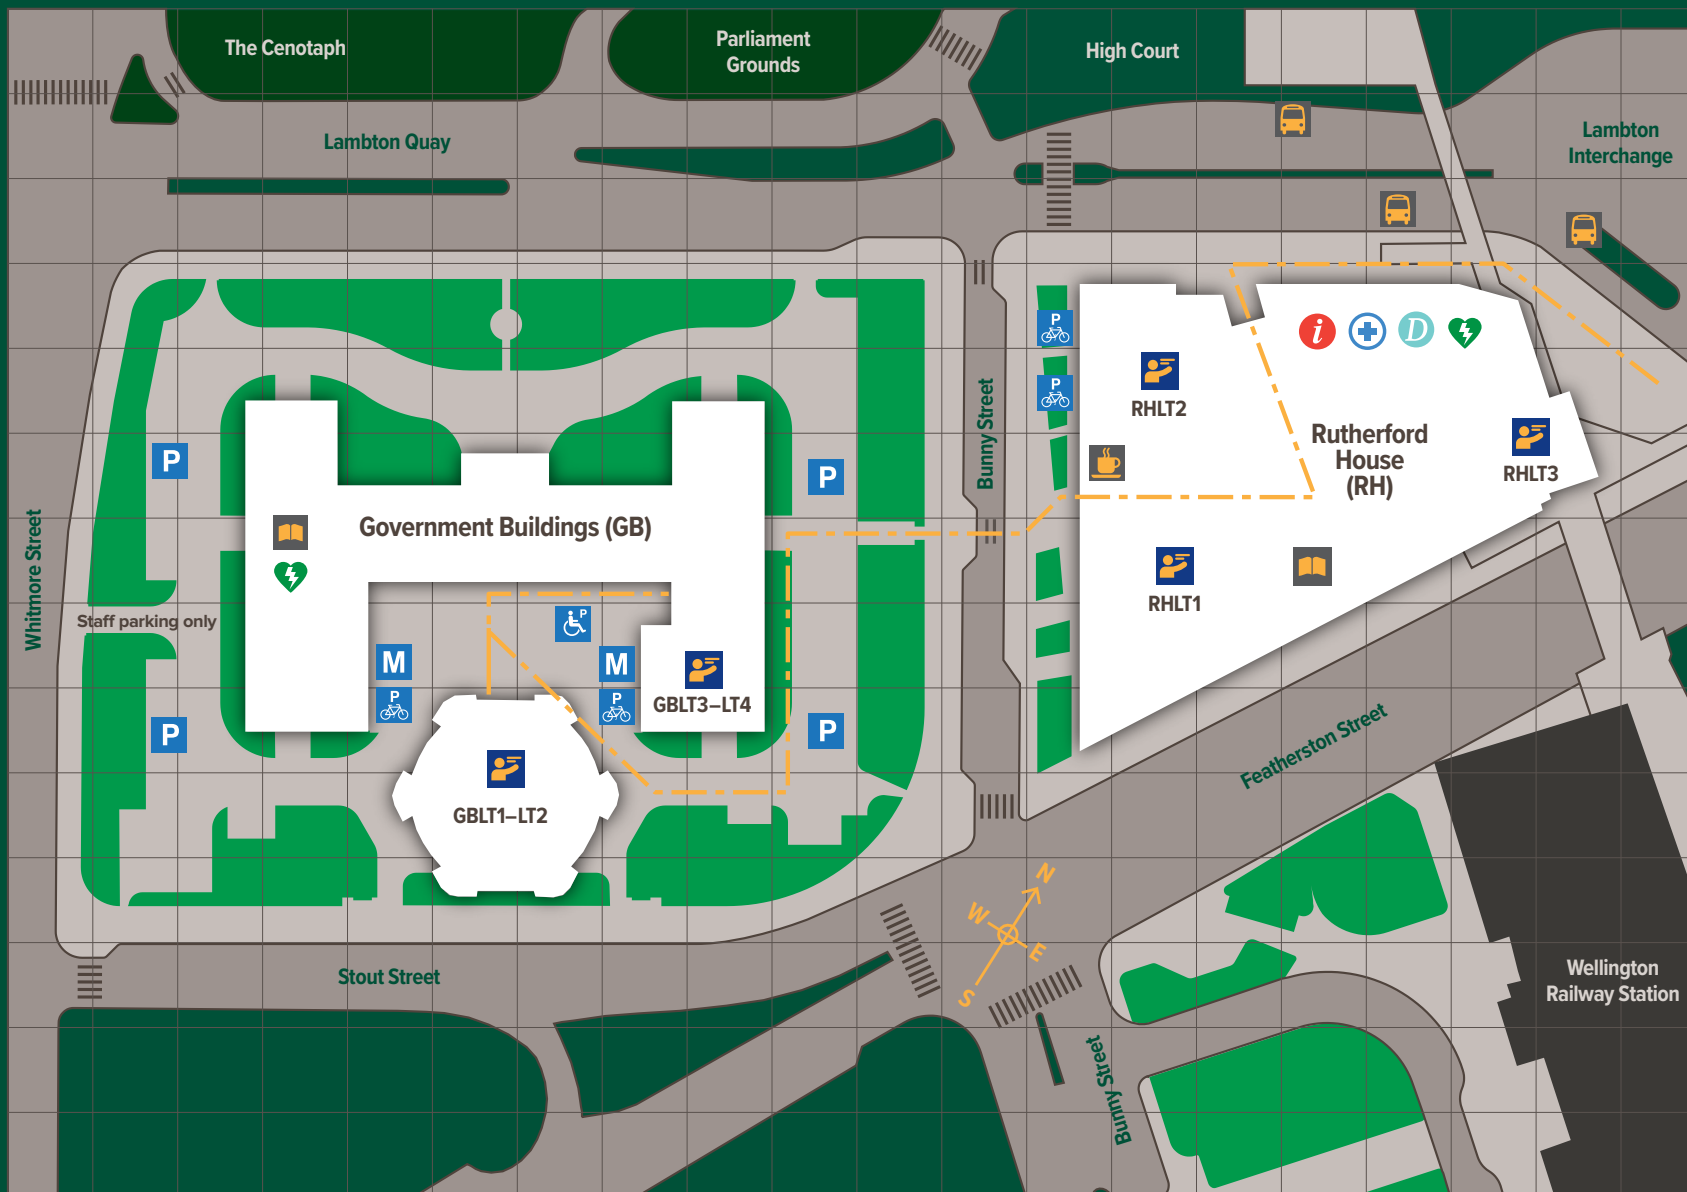 The Cenotaph
Parliament
Grounds
High Court
Lambton Quay
Lambton
Interchange
P
P
Bunny Street
i
D
RHLT2
Rutherford
House
(RH)
RHLT3
P
P
Government Buildings (GB)
Whitmore Street
RHLT1
Staff parking only
P
M
M
P
P
GBLT3–LT4
P
P
GBLT1–LT2
Featherston Street
N
W
E
S
Stout Street
Wellington
Railway Station
Bunny Street